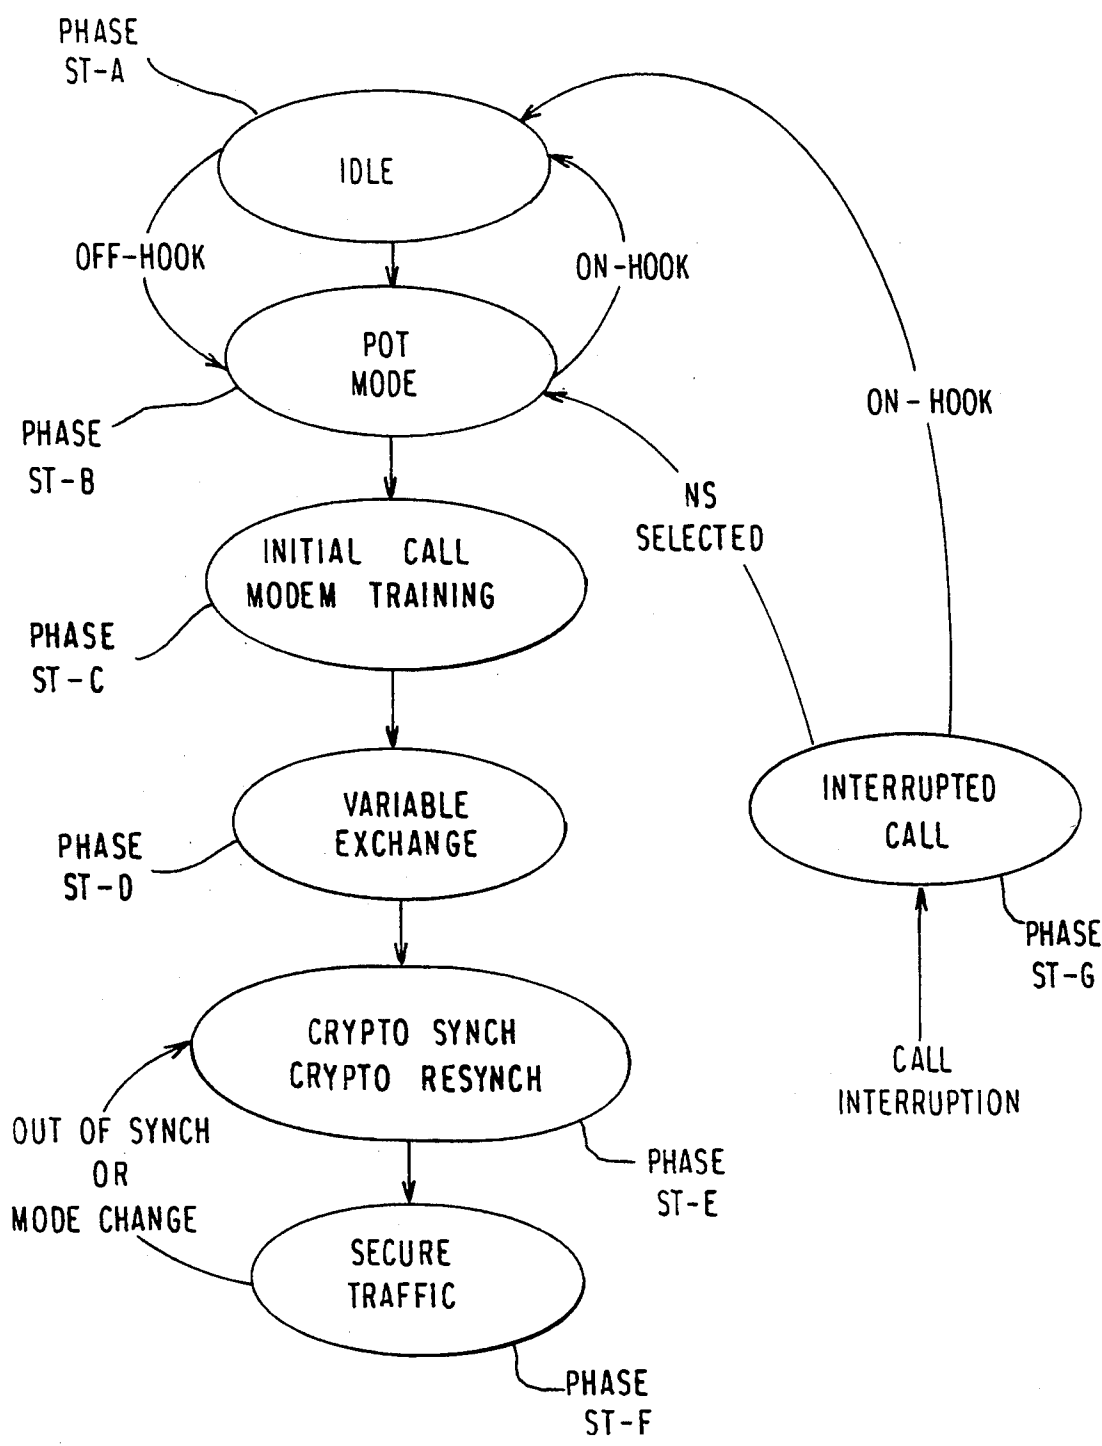 PHASE
ST-A
IDLE
OFF-HOOK
ON-HOOK
POT
MODE
ON-HOOK
PHASE
ST-B
NS
SELECTED
INITIAL CALL
MODEM TRAINING
PHASE
ST-C
VARIABLE
EXCHANGE
PHASE
ST-D
INTERRUPTED
CALL
PHASE
ST-G
CALL
INTERRUPTION
CRYPTO SYNCH
CRYPTO RESYNCH
OUT OF SYNCH
OR
MODE CHANGE
PHASE
ST-E
SECURE
TRAFFIC
PHASE
ST-F